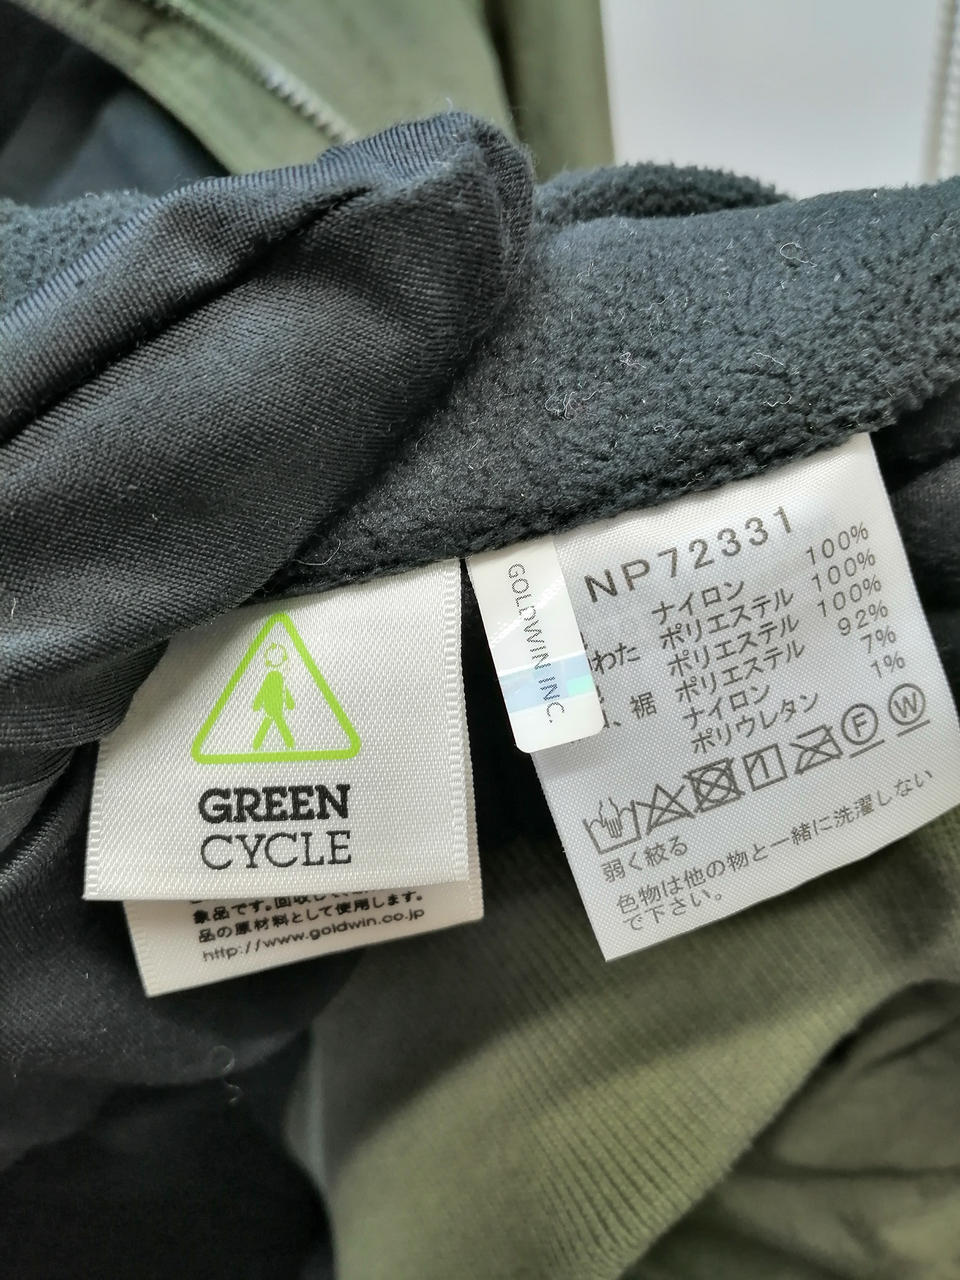 GREEN
CYCLE
象品です。回収し
品の原材料として使用します。
http://www.goldwin.co.jp
GOLDWIN INC.
NP72331
ナイロン 100%
ポリエステル 100%
わた ポリエステル 100%
ポリエステル 92%
、裾 ナイロン 7%
ポリウレタン 1%
F W
弱く絞る
色物は他の物と一緒に洗濯しない
で下さい。